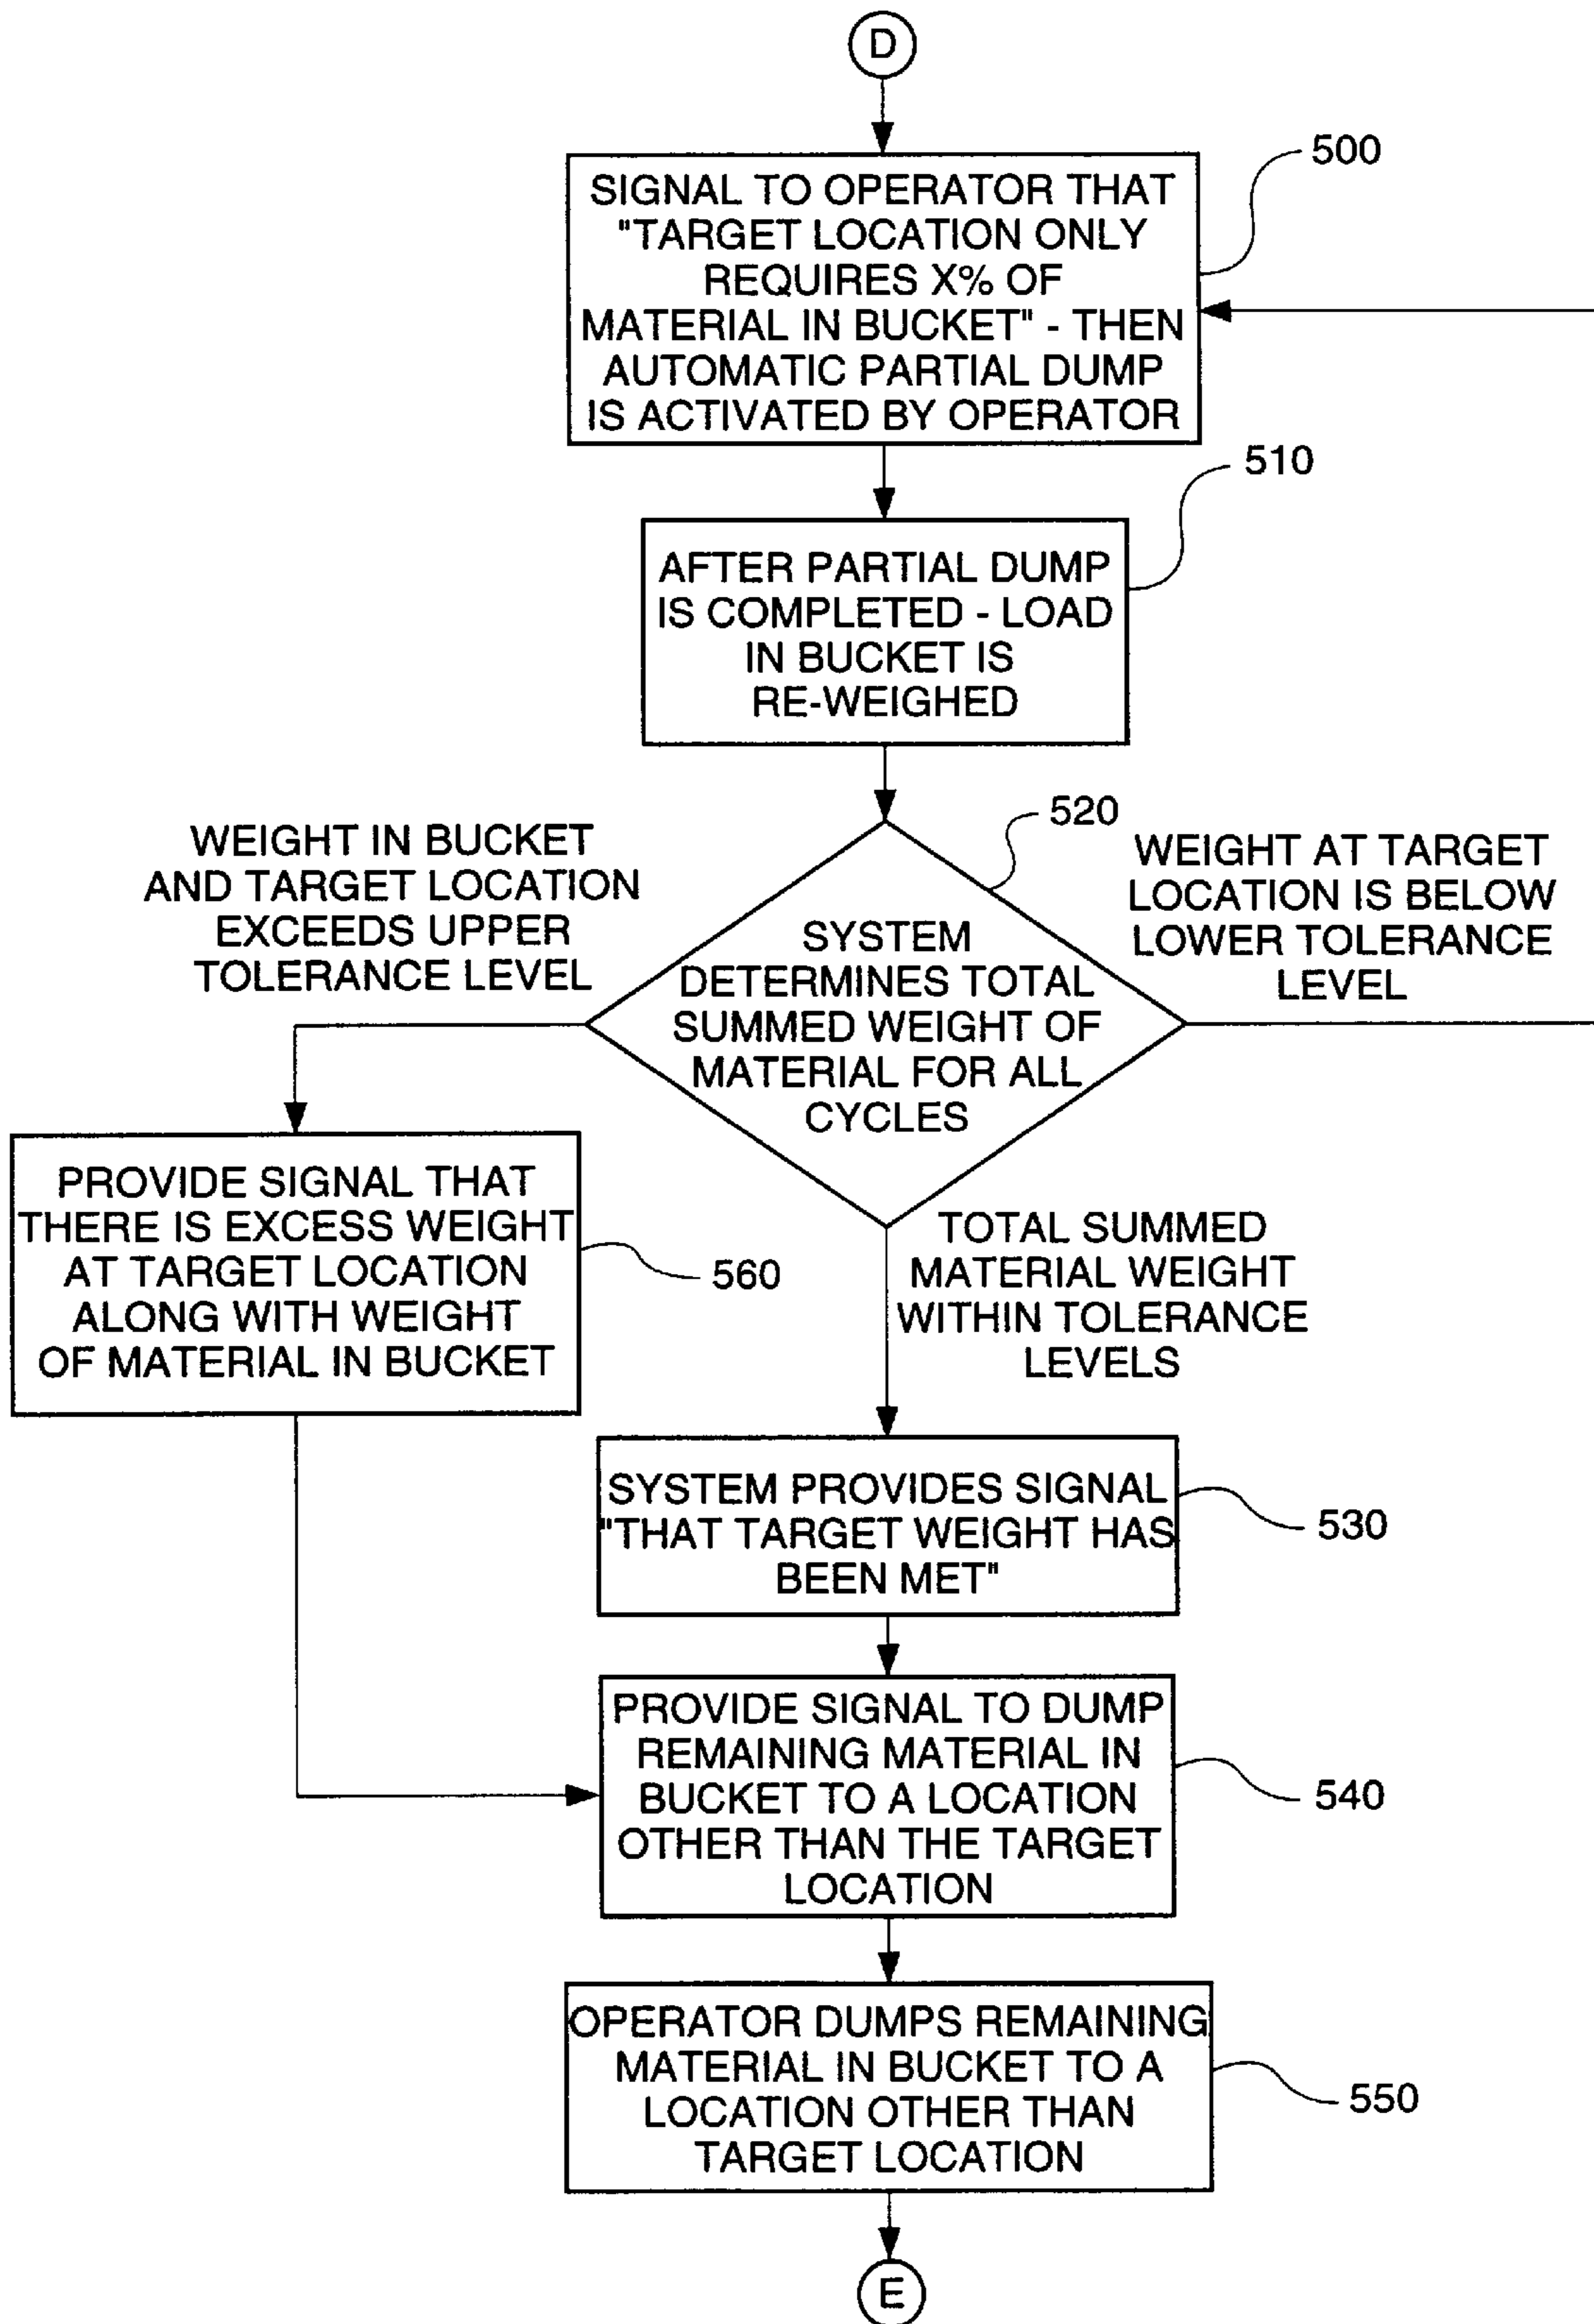 D
500
SIGNAL TO OPERATOR THAT
"TARGET LOCATION ONLY
REQUIRES X% OF
MATERIAL IN BUCKET" - THEN
AUTOMATIC PARTIAL DUMP
IS ACTIVATED BY OPERATOR
510
AFTER PARTIAL DUMP
IS COMPLETED - LOAD
IN BUCKET IS
RE-WEIGHED
520
WEIGHT IN BUCKET
AND TARGET LOCATION
EXCEEDS UPPER
TOLERANCE LEVEL
WEIGHT AT TARGET
LOCATION IS BELOW
LOWER TOLERANCE
LEVEL
SYSTEM
DETERMINES TOTAL
SUMMED WEIGHT OF
MATERIAL FOR ALL
CYCLES
PROVIDE SIGNAL THAT
THERE IS EXCESS WEIGHT
AT TARGET LOCATION
ALONG WITH WEIGHT
OF MATERIAL IN BUCKET
560
TOTAL SUMMED
MATERIAL WEIGHT
WITHIN TOLERANCE
LEVELS
SYSTEM PROVIDES SIGNAL
"THAT TARGET WEIGHT HAS
BEEN MET"
530
PROVIDE SIGNAL TO DUMP
REMAINING MATERIAL IN
BUCKET TO A LOCATION
OTHER THAN THE TARGET
LOCATION
540
OPERATOR DUMPS REMAINING
MATERIAL IN BUCKET TO A
LOCATION OTHER THAN
TARGET LOCATION
550
E